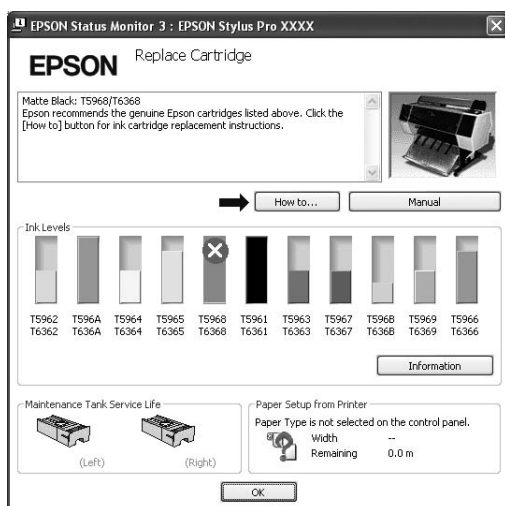 EPSON Status Monitor 3 : EPSON Stylus Pro XXXX
EPSON
Replace Cartridge
Matte Black: T5968/T6368
Epson recommends the genuine Epson cartridges listed above. Click the
[How to] button for ink cartridge replacement instructions.
How to...
Manual
Ink Levels
T5962 T596A T5964 T5965 T5968 T5961 T5963 T5967 T596B T5969 T5966
T6362 T636A T6364 T6365 T6368 T6361 T6363 T6367 T636B T6369 T6366
Information
Maintenance Tank Service Life
(Left) (Right)
Paper Setup from Printer
Paper Type is not selected on the control panel.
Width --
Remaining 0.0 m
OK